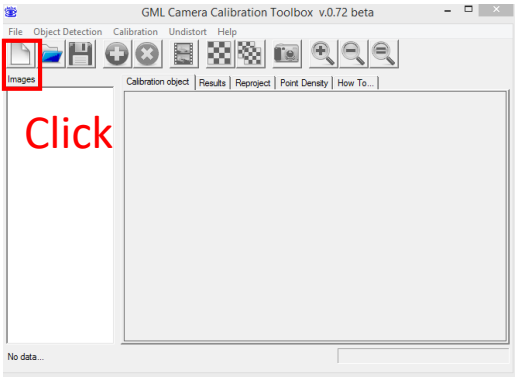 GML Camera Calibration Toolbox v.0.72 beta
File Object Detection Calibration Undistort Help
Images
Calibration object Results Reproject Point Density How To...
Click
No data...